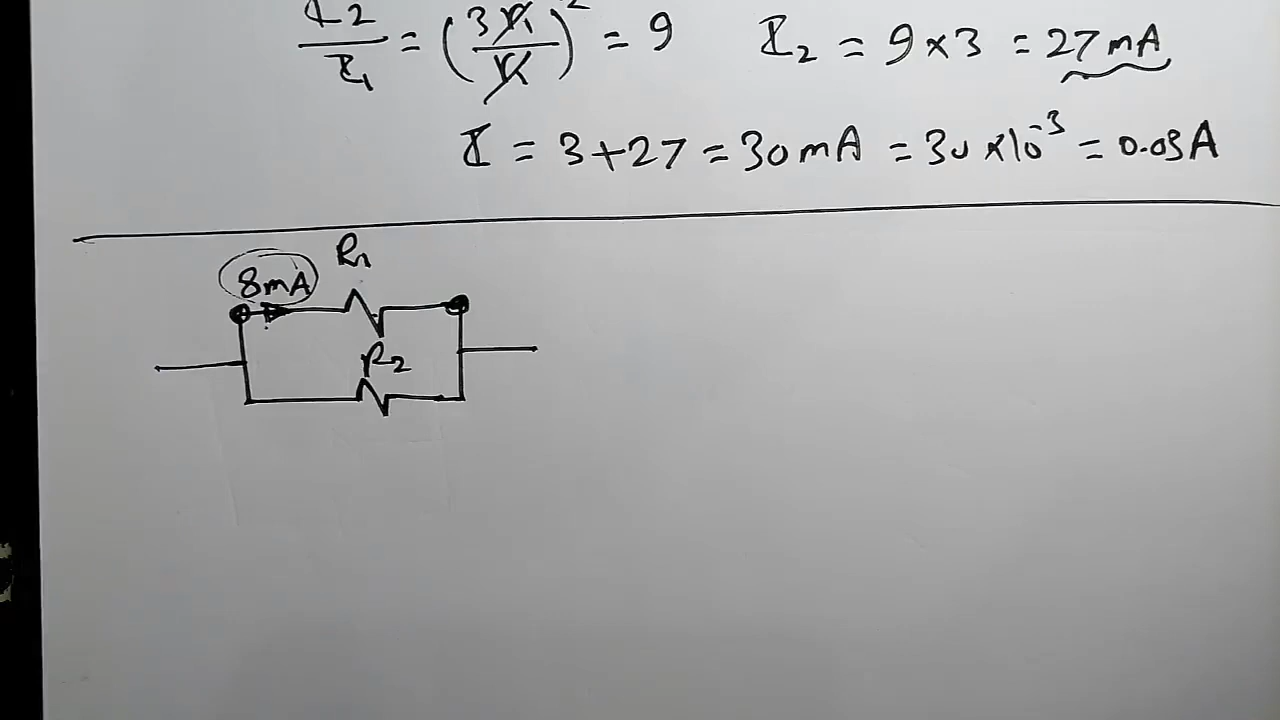 I2/I1 = (3r1/r1)² = 9 I2 = 9×3 = 27mA
I = 3+27 = 30mA = 30×10⁻³ = 0.03A
R1
8mA
R2